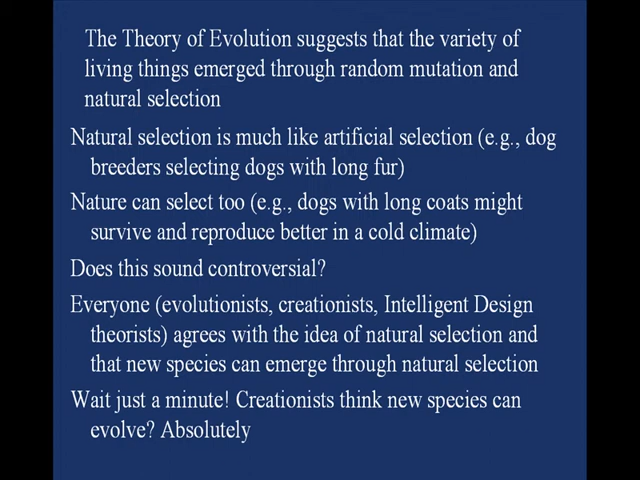 The Theory of Evolution suggests that the variety of
living things emerged through random mutation and
natural selection
Natural selection is much like artificial selection (e.g., dog
breeders selecting dogs with long fur)
Nature can select too (e.g., dogs with long coats might
survive and reproduce better in a cold climate)
Does this sound controversial?
Everyone (evolutionists, creationists, Intelligent Design
theorists) agrees with the idea of natural selection and
that new species can emerge through natural selection
Wait just a minute! Creationists think new species can
evolve? Absolutely